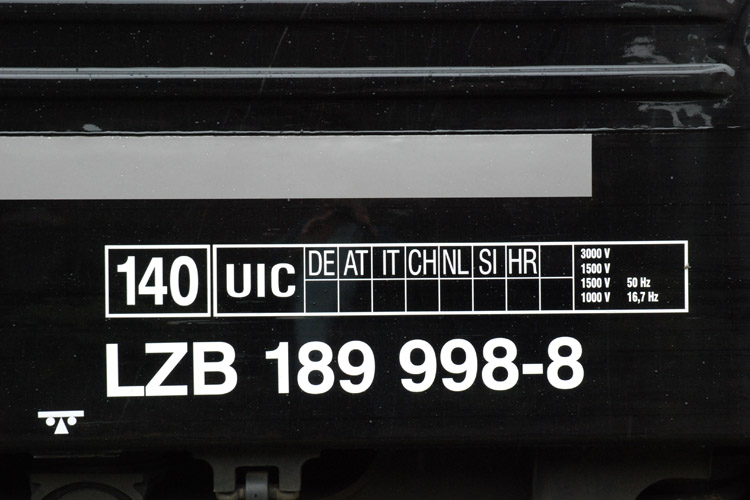 140 UIC DE AT IT CH NL SI HR
3000 V
1500 V
1500 V 50 Hz
1000 V 16,7 Hz
LZB 189 998-8